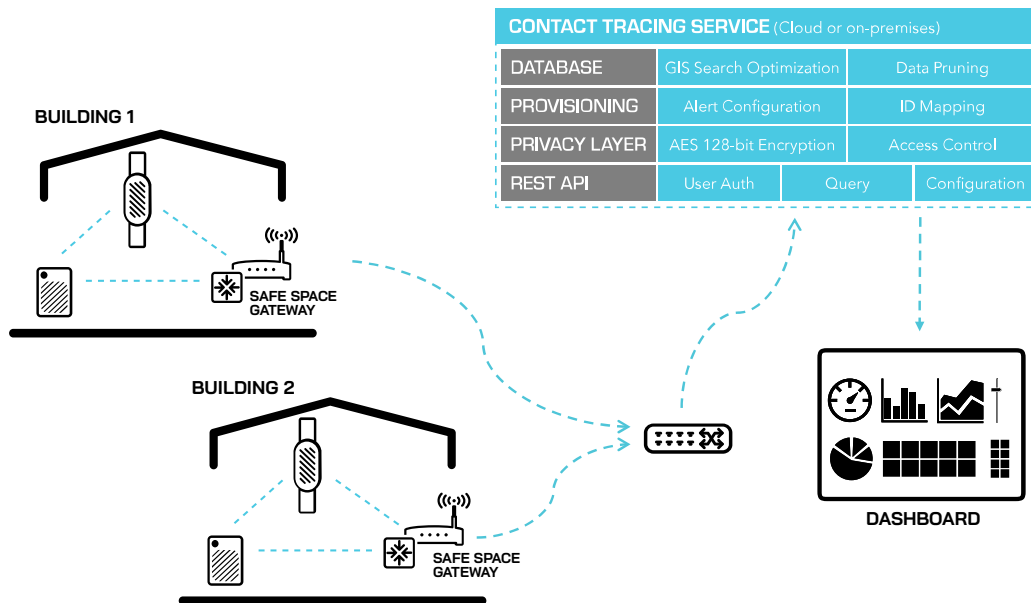 CONTACT TRACING SERVICE (Cloud or on-premises)
DATABASE GIS Search Optimization Data Pruning
PROVISIONING Alert Configuration ID Mapping
PRIVACY LAYER AES 128-bit Encryption Access Control
REST API User Auth Query Configuration
BUILDING 1
SAFE SPACE
GATEWAY
BUILDING 2
SAFE SPACE
GATEWAY
DASHBOARD